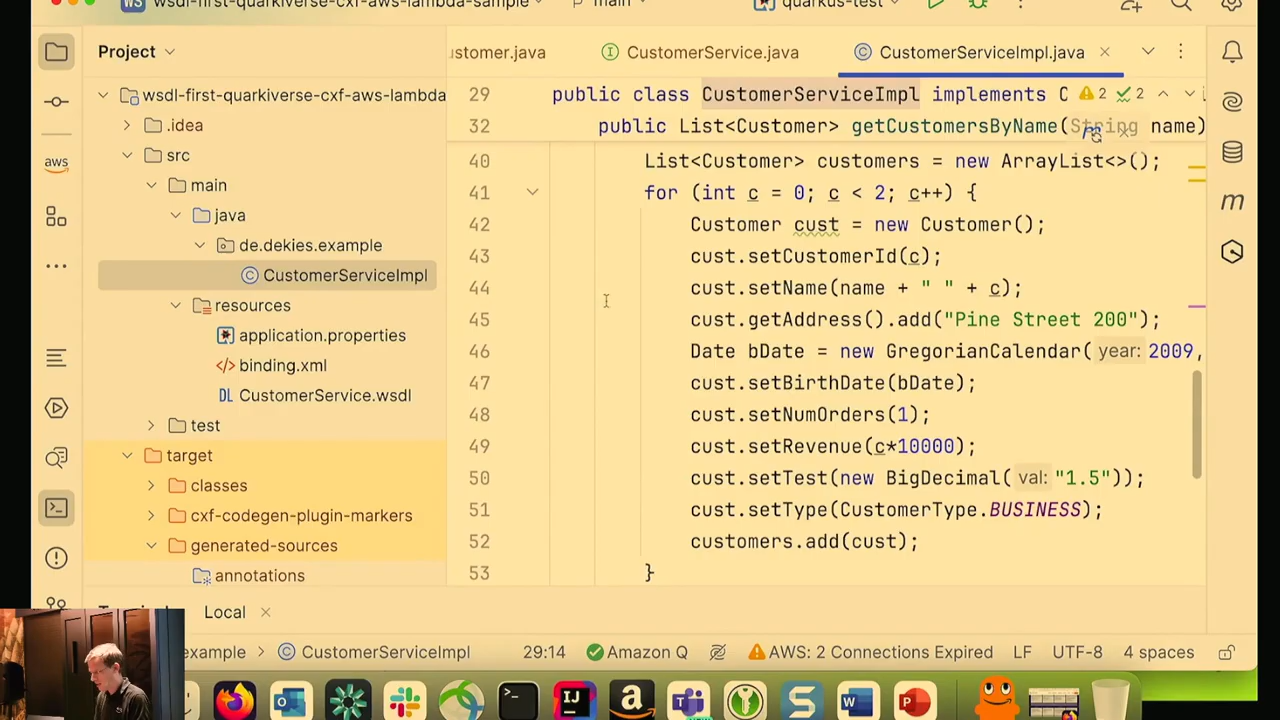 wsdl-first-quarkiverse-cxf-aws-lambda-sample
main
quarkus-test
Project
ustomer.java
CustomerService.java
CustomerServiceImpl.java
wsdl-first-quarkiverse-cxf-aws-lambda
.idea
src
main
java
de.dekies.example
CustomerServiceImpl
resources
application.properties
binding.xml
CustomerService.wsdl
test
target
classes
cxf-codegen-plugin-markers
generated-sources
annotations
29 public class CustomerServiceImpl implements C 2 2
32 public List<Customer> getCustomersByName(String name)
40 List<Customer> customers = new ArrayList<>();
41 for (int c = 0; c < 2; c++) {
42 Customer cust = new Customer();
43 cust.setCustomerId(c);
44 cust.setName(name + " " + c);
45 cust.getAddress().add("Pine Street 200");
46 Date bDate = new GregorianCalendar( year: 2009,
47 cust.setBirthDate(bDate);
48 cust.setNumOrders(1);
49 cust.setRevenue(c*10000);
50 cust.setTest(new BigDecimal( val: "1.5"));
51 cust.setType(CustomerType.BUSINESS);
52 customers.add(cust);
53 }
Local
example > CustomerServiceImpl 29:14 Amazon Q AWS: 2 Connections Expired LF UTF-8 4 spaces